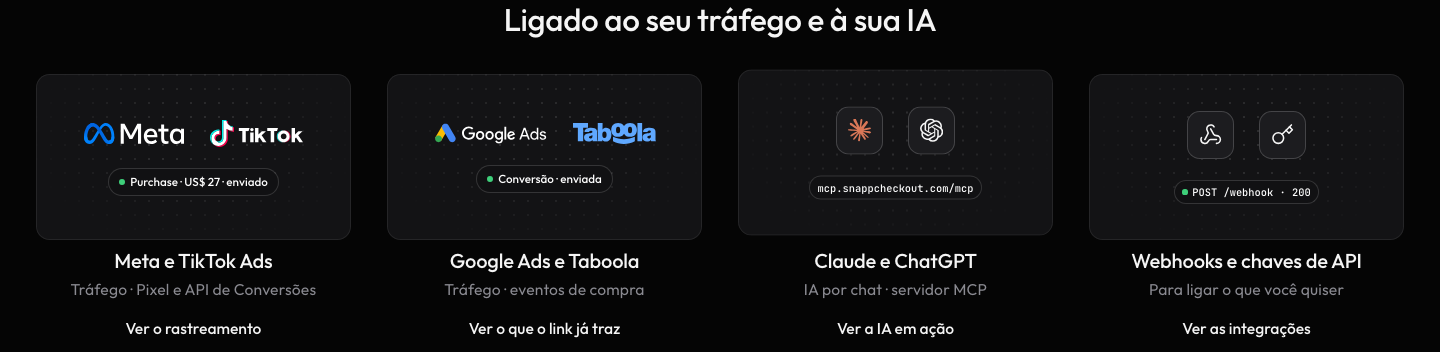 Ligado ao seu tráfego e à sua IA
Meta TikTok
Purchase · US$ 27 · enviado
Meta e TikTok Ads
Tráfego · Pixel e API de Conversões
Ver o rastreamento
Google Ads Taboola
Conversão · enviada
Google Ads e Taboola
Tráfego · eventos de compra
Ver o que o link já traz
mcp.snappcheckout.com/mcp
Claude e ChatGPT
IA por chat · servidor MCP
Ver a IA em ação
POST /webhook · 200
Webhooks e chaves de API
Para ligar o que você quiser
Ver as integrações